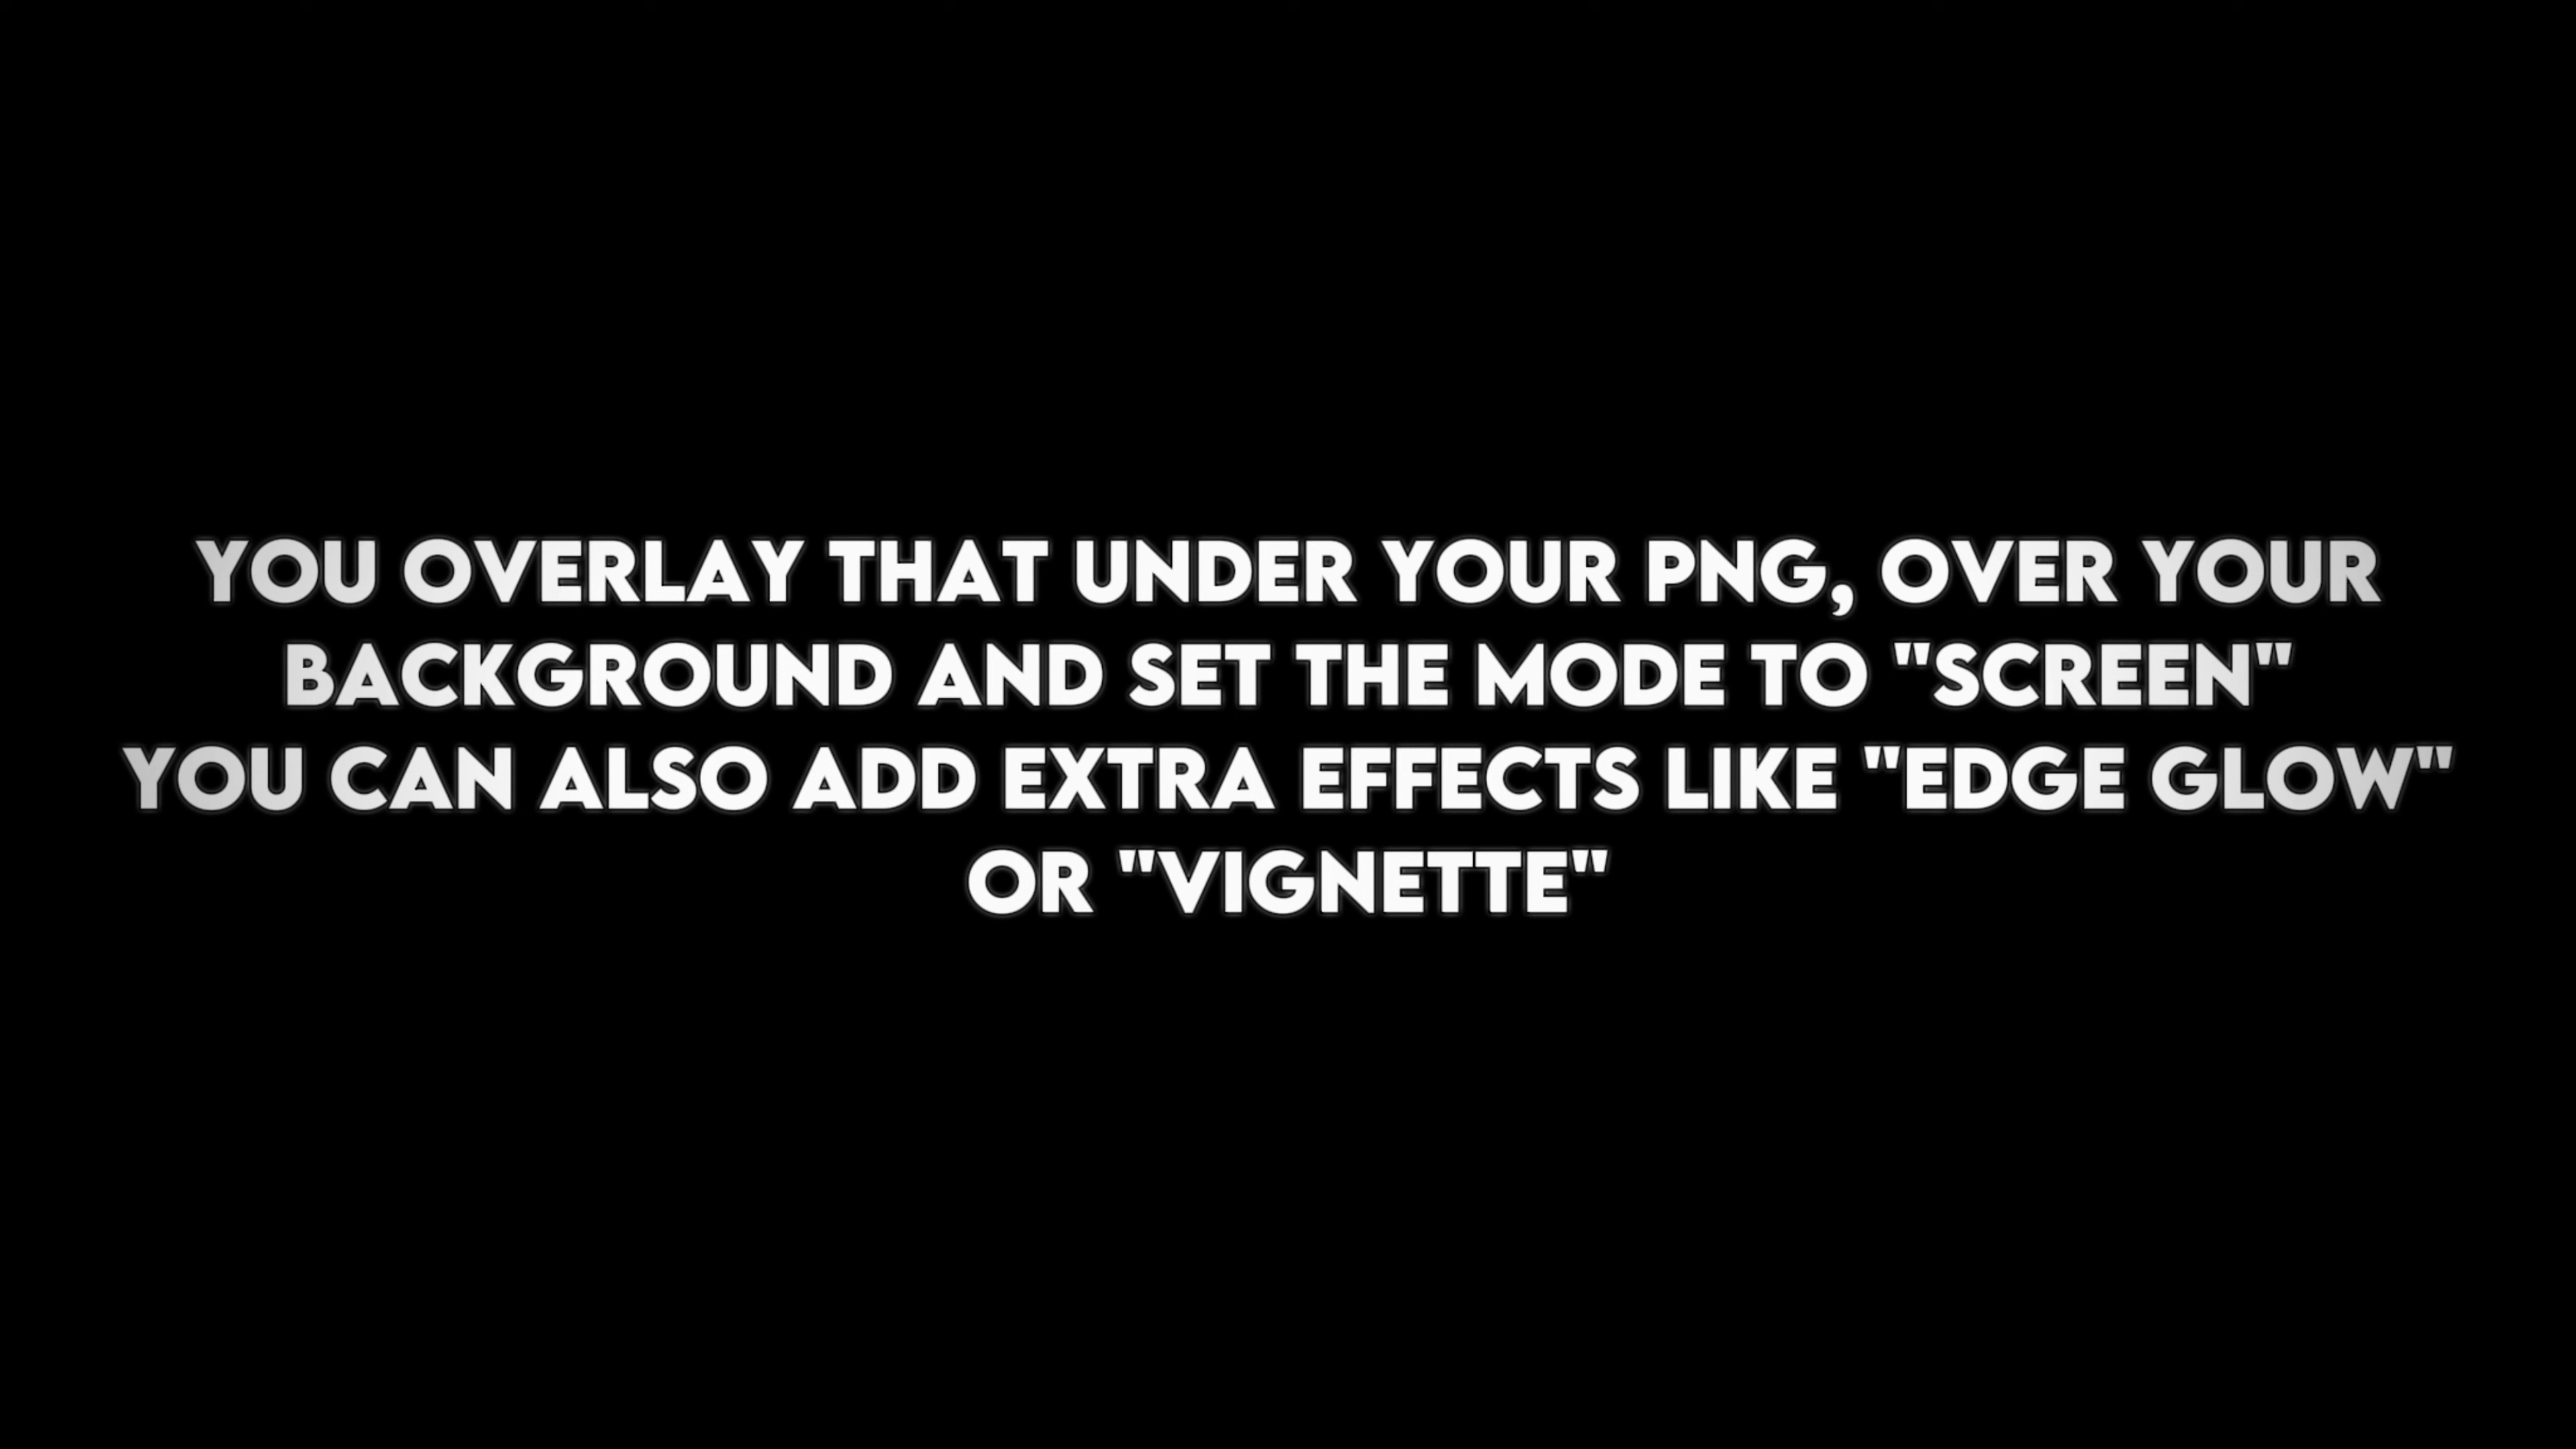 YOU OVERLAY THAT UNDER YOUR PNG, OVER YOUR
BACKGROUND AND SET THE MODE TO "SCREEN"
YOU CAN ALSO ADD EXTRA EFFECTS LIKE "EDGE GLOW"
OR "VIGNETTE"